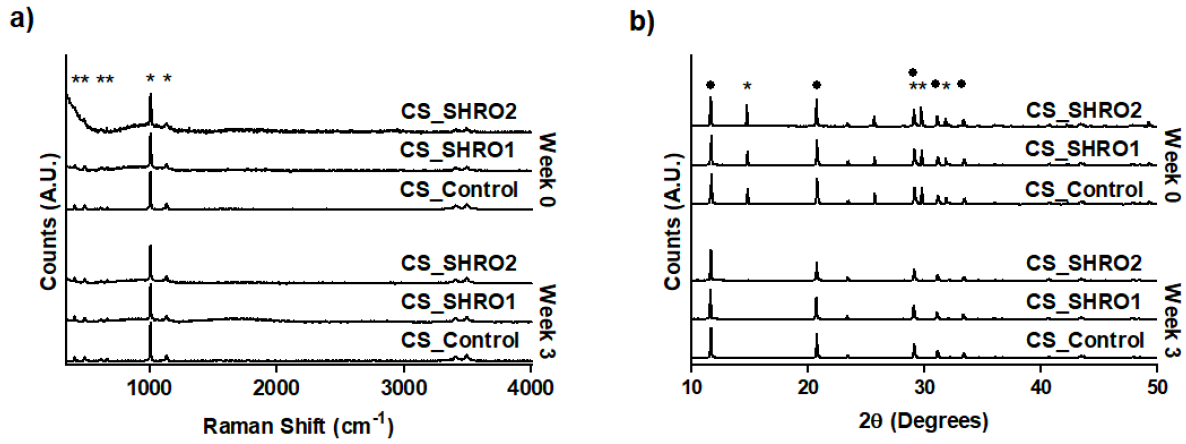 a)
** ** * *
CS_SHRO2
CS_SHRO1
CS_Control
Week 0
CS_SHRO2
CS_SHRO1
CS_Control
Week 3
Counts (A.U.)
1000 2000 3000 4000
Raman Shift (cm⁻¹)
b)
● * ● ● ** ● * ●
CS_SHRO2
CS_SHRO1
CS_Control
Week 0
CS_SHRO2
CS_SHRO1
CS_Control
Week 3
Counts (A.U.)
10 20 30 40 50
2θ (Degrees)